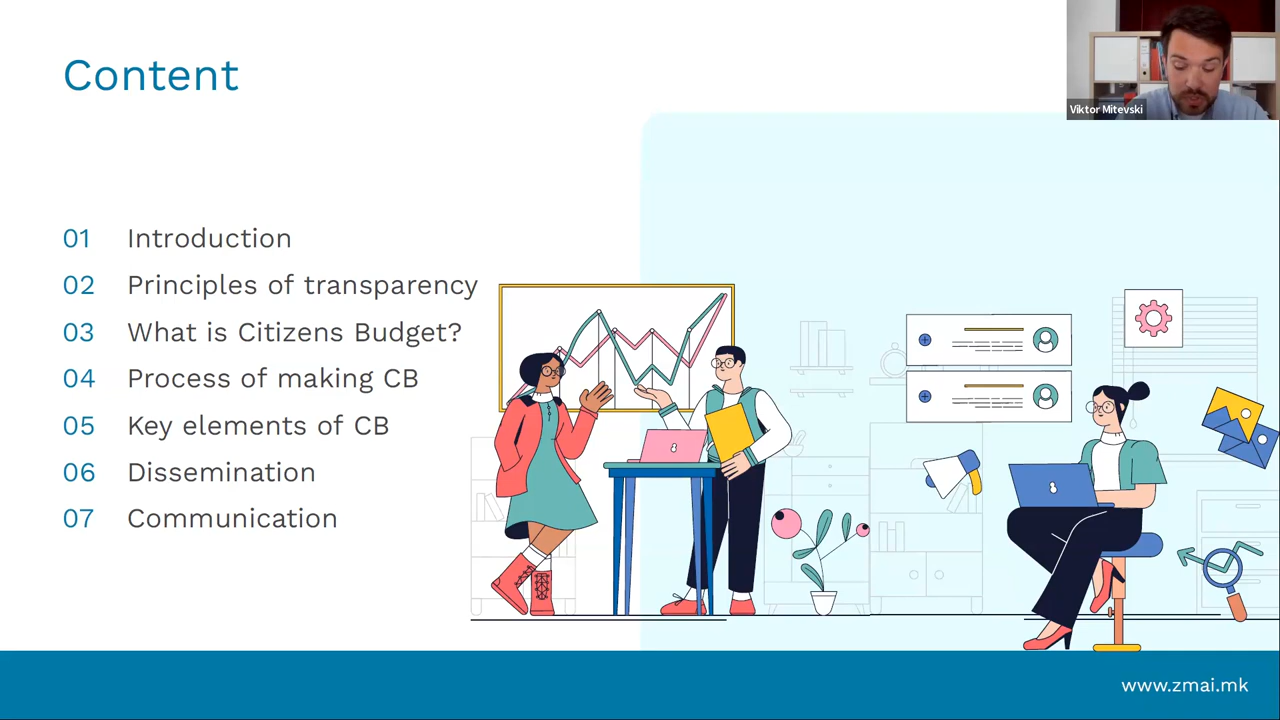 Content
Viktor Mitevski
01 Introduction
02 Principles of transparency
03 What is Citizens Budget?
04 Process of making CB
05 Key elements of CB
06 Dissemination
07 Communication
www.zmai.mk